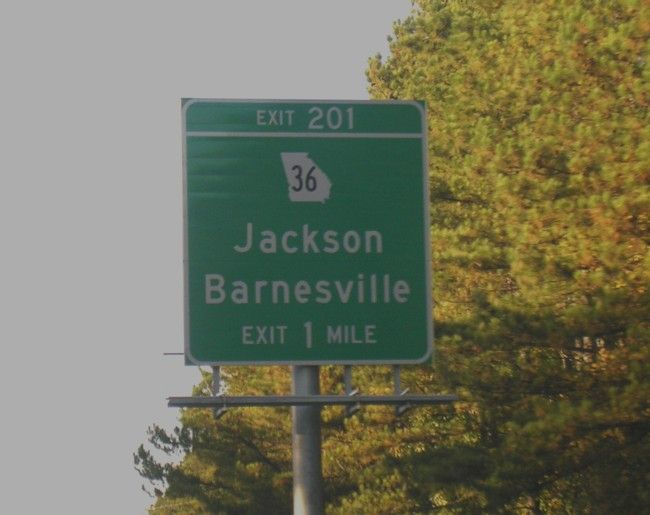 EXIT 201
36
Jackson
Barnesville
EXIT 1 MILE